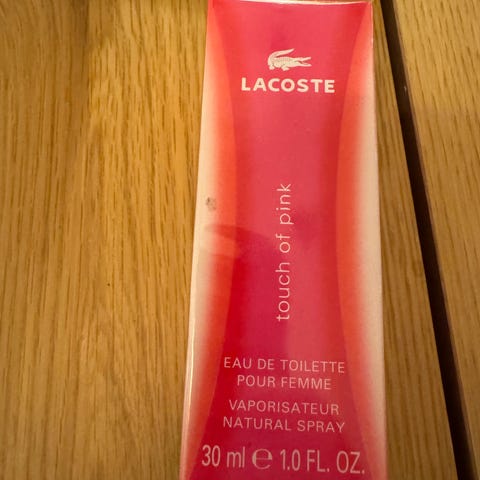 LACOSTE
touch of pink
EAU DE TOILETTE
POUR FEMME
VAPORISATEUR
NATURAL SPRAY
30 ml ℮ 1.0 FL. OZ.